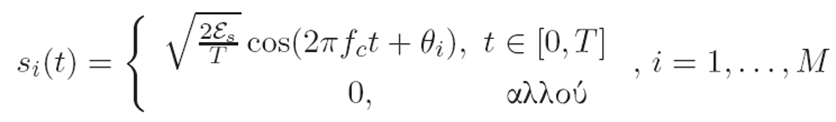 s_i(t) = { √(2ℰ_s/T) cos(2πf_c t + θ_i), t ∈ [0, T]
0, αλλού , i = 1, . . . , M